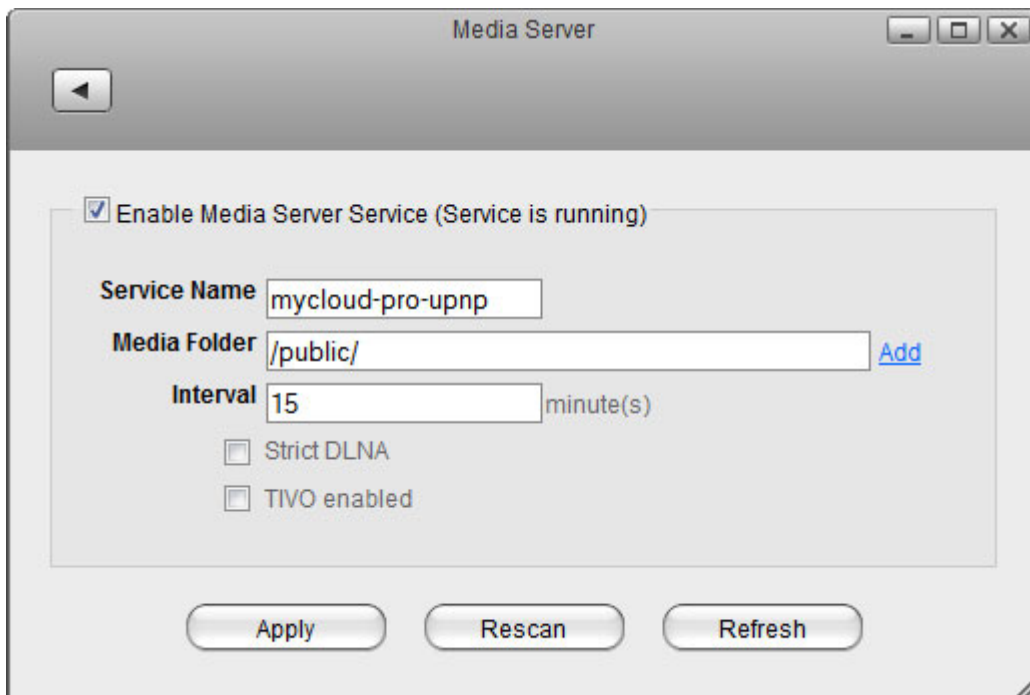 Media Server
Enable Media Server Service (Service is running)
Service Name mycloud-pro-upnp
Media Folder /public/ Add
Interval 15 minute(s)
Strict DLNA
TIVO enabled
Apply Rescan Refresh